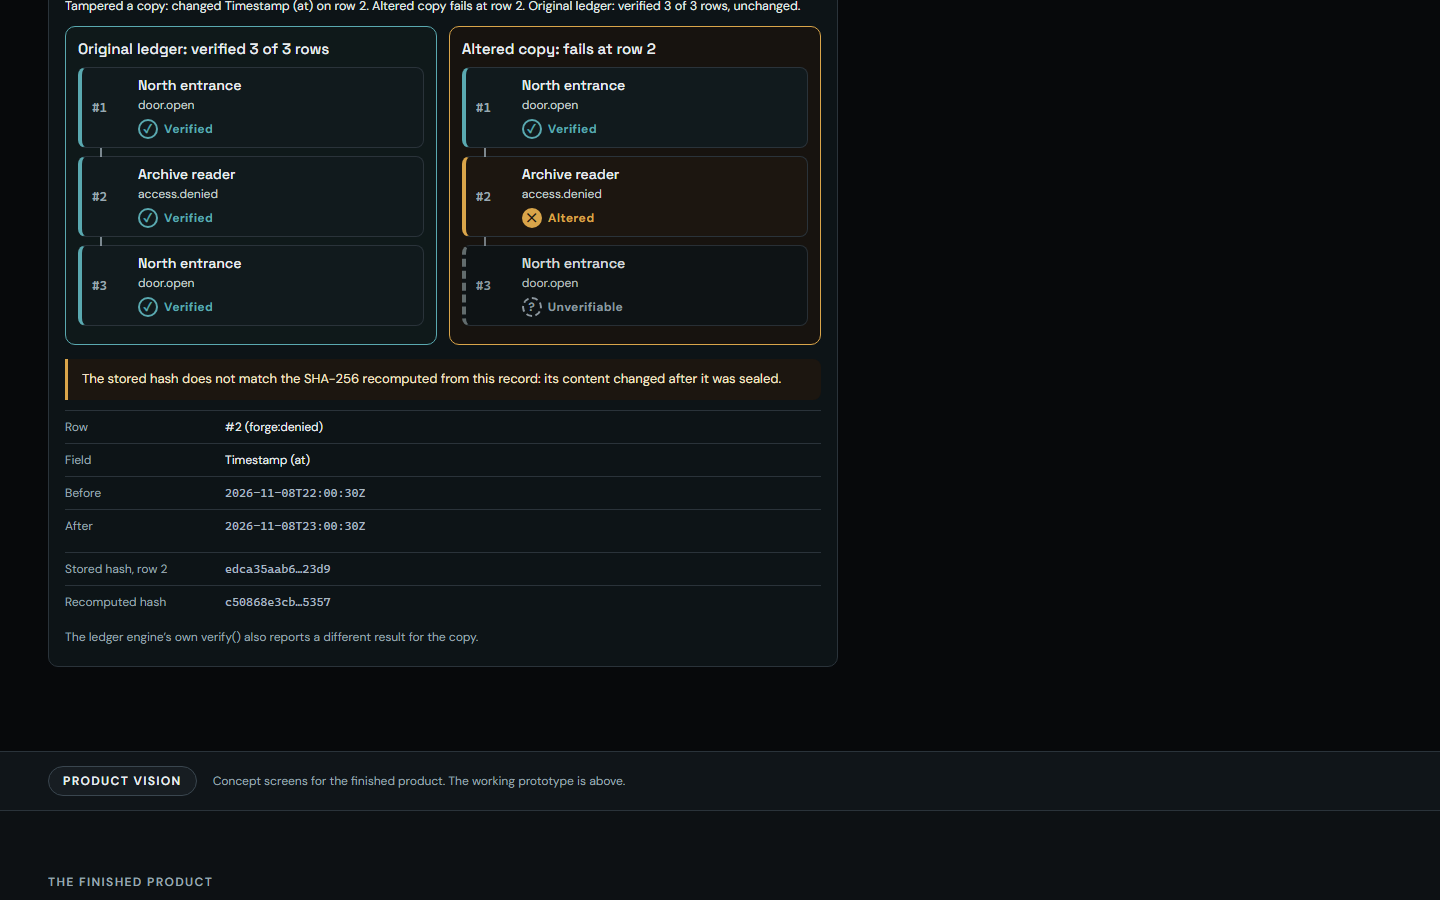 Tampered a copy: changed Timestamp (at) on row 2. Altered copy fails at row 2. Original ledger: verified 3 of 3 rows, unchanged.
Original ledger: verified 3 of 3 rows
#1
North entrance
door.open
Verified
#2
Archive reader
access.denied
Verified
#3
North entrance
door.open
Verified
Altered copy: fails at row 2
#1
North entrance
door.open
Verified
#2
Archive reader
access.denied
Altered
#3
North entrance
door.open
? Unverifiable
The stored hash does not match the SHA-256 recomputed from this record: its content changed after it was sealed.
Row #2 (forge:denied)
Field Timestamp (at)
Before 2026-11-08T22:00:30Z
After 2026-11-08T23:00:30Z
Stored hash, row 2 edca35aab6…23d9
Recomputed hash c50868e3cb…5357
The ledger engine's own verify() also reports a different result for the copy.
PRODUCT VISION Concept screens for the finished product. The working prototype is above.
THE FINISHED PRODUCT